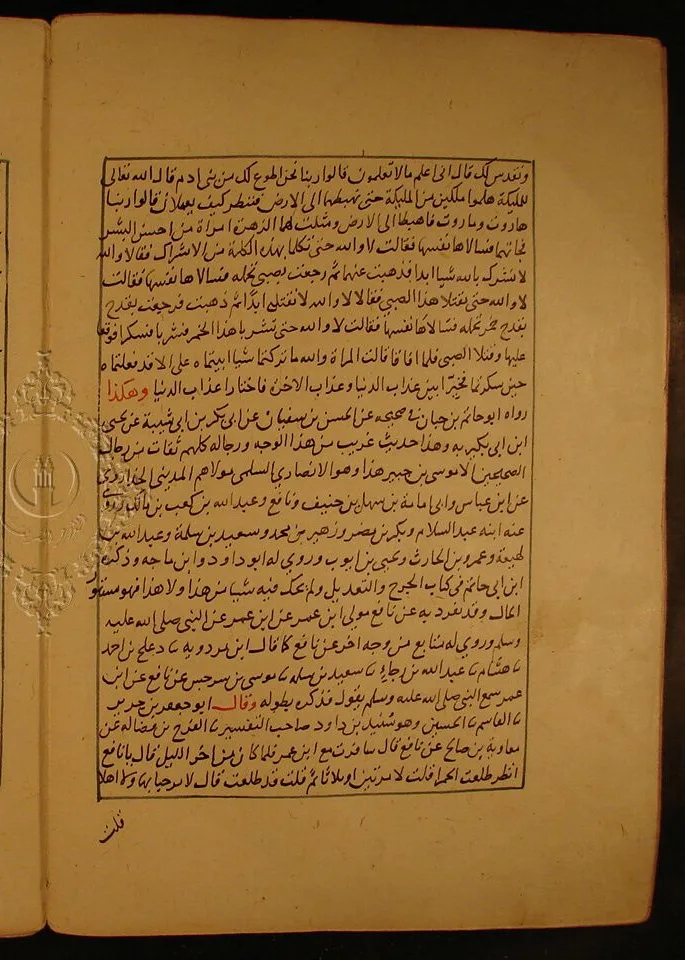 ونقدس لك قال اني اعلم ما لا تعلمون قالوا ربنا نحن اطوع لك من بني ادم قال الله تعالى
للمليكة هلموا ملكين من المليكة حتى نهبطهما الى الارض فننظر كيف يعملان قالوا ربنا
هاروت وماروت فاهبطا الى الارض ومثلت لهما الزهرة امراة من احسن البشر
فجاتهما فسالاها نفسها فقالت لا والله حتى تكلما بهذه الكلمة من الاشراك فقالا والله
لا نشرك بالله شيا ابدا فذهبت عنهما ثم رجعت بصبي تحمله فسالاها نفسها فقالت
لا والله حتى تقتلا هذا الصبي فقالا لا والله لا نقتله ابدا ثم ذهبت فرجعت بقدح
بقدح خمر تحمله فسالاها نفسها فقالت لا والله حتى تشربا هذا الخمر فشربا فسكرا فوقعا
عليها وقتلا الصبي فلما افاقا قالت المراة والله ما تركتما شيا ابيتماه علي الا قد فعلتماه
حين سكرتما فخيرا بين عذاب الدنيا وعذاب الاخرة فاختارا عذاب الدنيا وهكذا
رواه ابو حاتم بن حبان في صحيحه عن الحسن بن سفيان عن ابي بكر بن ابي شيبة عن يحيى
ابن ابي بكير به وهذا حديث غريب من هذا الوجه ورجاله كلهم ثقات من رجال
الصحيحين الا موسى بن جبير هذا وهو الانصاري السلمي مولاهم المديني الحذا روى
عن ابن عباس وابي امامة بن سهل بن حنيف ونافع وعبد الله بن كعب بن مالك روى
عنه ابنه عبد السلام وبكر بن مضر وزهير بن محمد وسعيد بن سلمة وعبد الله بن
لهيعة وعمرو بن الحارث ويحيى بن ايوب وروي له ابو داود وابن ماجه وذكره
ابن ابي حاتم في كتاب الجرح والتعديل ولم يحك فيه شيا من هذا ولا هذا فهو مستور
الحال وقد تفرد به عن نافع مولى ابن عمر عن ابن عمر عن النبي صلى الله عليه
وسلم وروي له متابع من وجه اخر عن نافع كما قال ابن مردويه ثنا دعلج بن احمد
ثنا هشام ثنا عبد الله بن رجاء ثنا سعيد بن سلمة ثنا موسى بن سرجس عن نافع عن ابن
عمر سمع النبي صلى الله عليه وسلم يقول فذكره بطوله وقال ابو جعفر بن جرير
ثنا القاسم ثنا الحسين وهو سنيد بن داود صاحب التفسير ثنا الفرج بن فضالة عن
معاوية بن صالح عن نافع قال سافرت مع ابن عمر فلما كان من اخر الليل قال يا نافع
انظر طلعت الحمرا قلت لا مرتين او ثلاثا ثم قلت قد طلعت قال لا مرحبا بها ولا اهلا
قلت